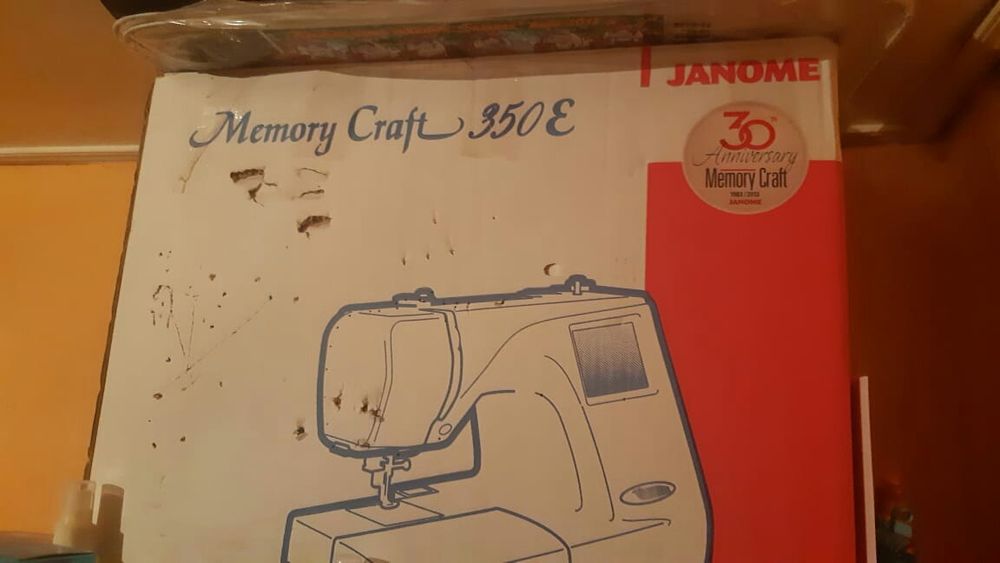 JANOME
Memory Craft 350E
30th
Anniversary
Memory Craft
JANOME